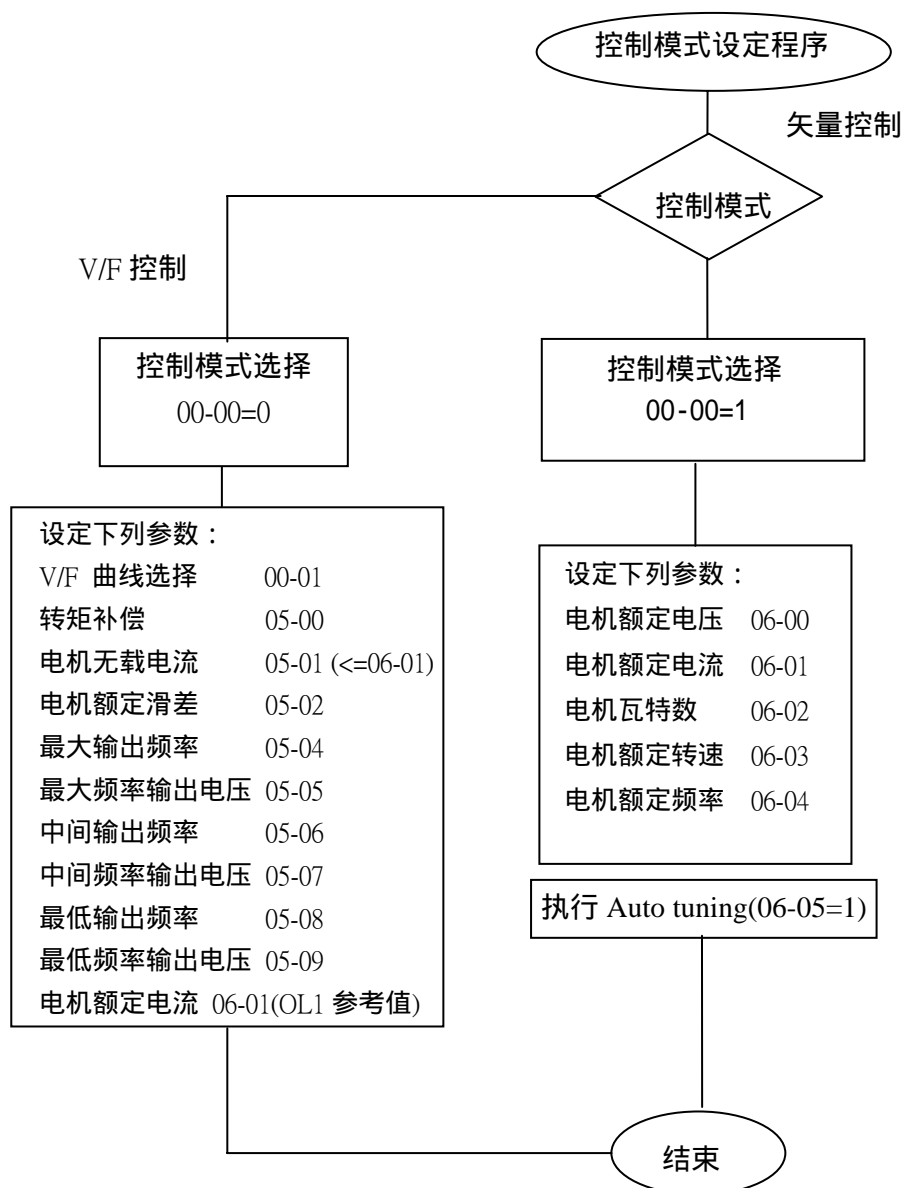 控制模式设定程序
矢量控制
控制模式
V/F 控制
控制模式选择
00-00=0
控制模式选择
00-00=1
设定下列参数：
V/F 曲线选择 00-01
转矩补偿 05-00
电机无载电流 05-01 (<=06-01)
电机额定滑差 05-02
最大输出频率 05-04
最大频率输出电压 05-05
中间输出频率 05-06
中间频率输出电压 05-07
最低输出频率 05-08
最低频率输出电压 05-09
电机额定电流 06-01(OL1 参考值)
设定下列参数：
电机额定电压 06-00
电机额定电流 06-01
电机瓦特数 06-02
电机额定转速 06-03
电机额定频率 06-04
执行 Auto tuning(06-05=1)
结束